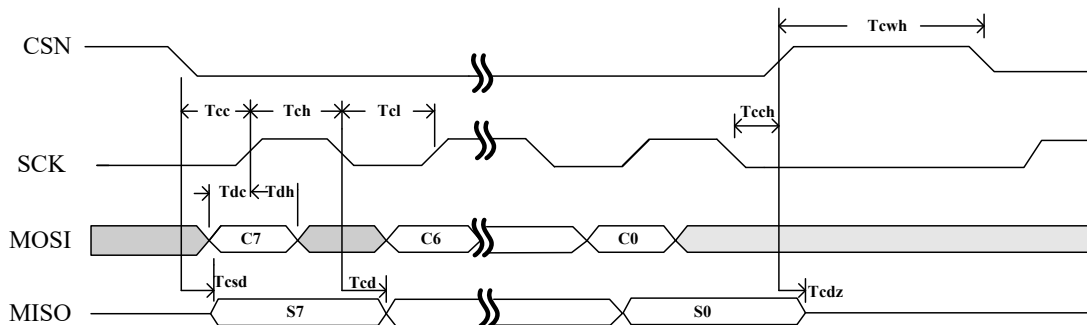 Tcwh
CSN
Tcc Tch Tcl Tcch
SCK
Tdc Tdh
MOSI C7 C6 C0
Tcsd Tcd Tcdz
MISO S7 S0